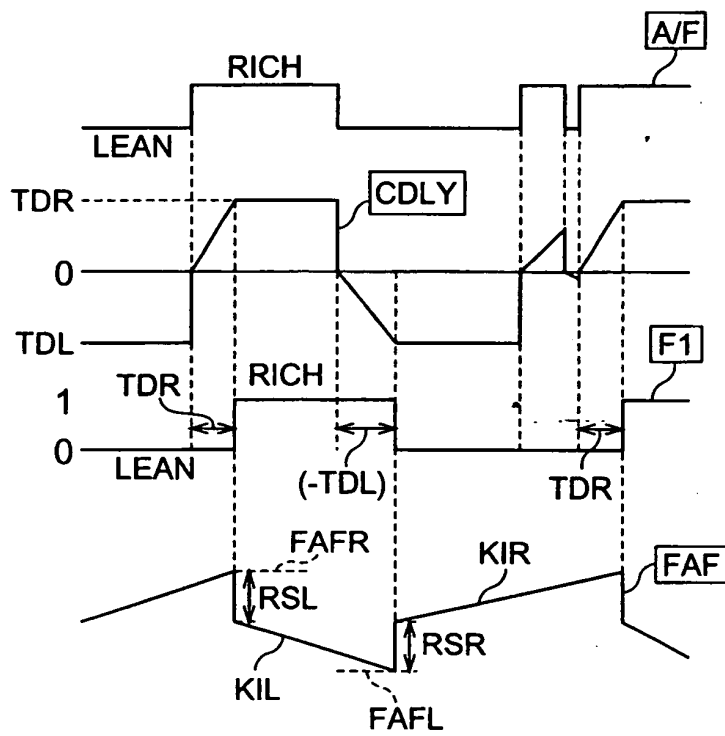 A/F
RICH
LEAN
TDR
CDLY
0
TDL
F1
TDR
RICH
1
0
LEAN
(-TDL)
TDR
FAFR
KIR
FAF
RSL
RSR
KIL
FAFL